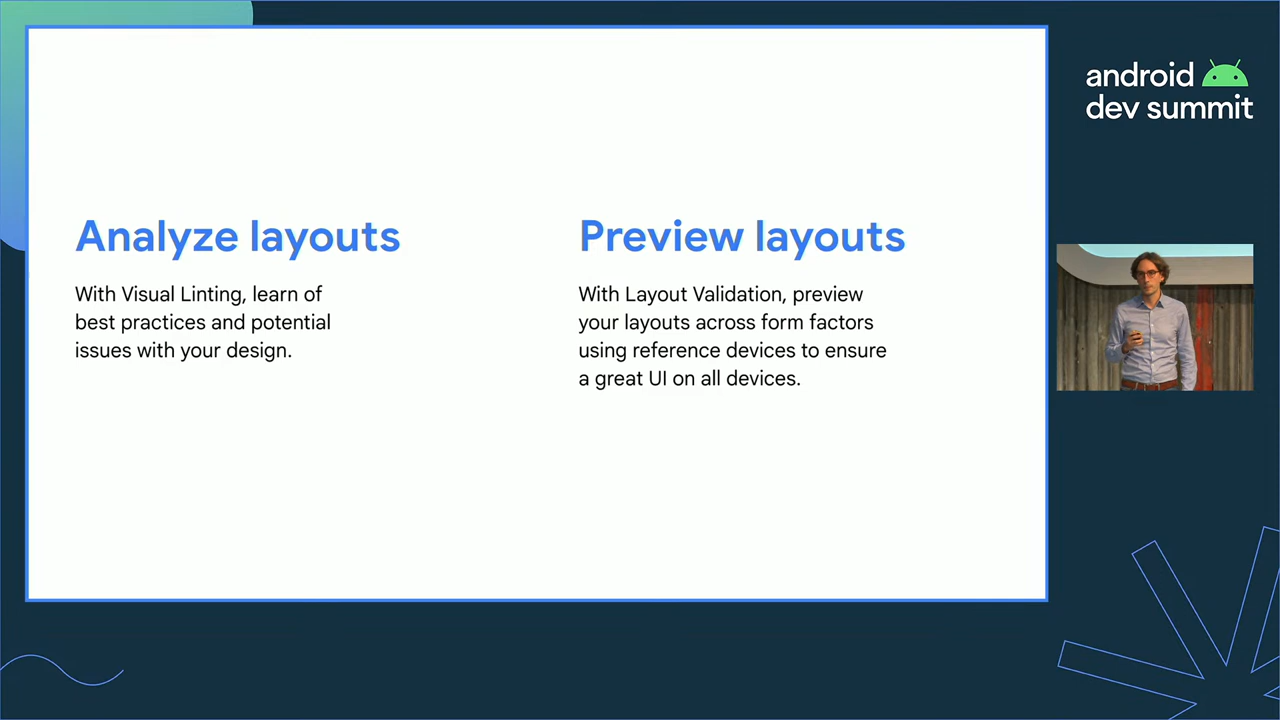 Analyze layouts
With Visual Linting, learn of
best practices and potential
issues with your design.
Preview layouts
With Layout Validation, preview
your layouts across form factors
using reference devices to ensure
a great UI on all devices.
android
dev summit